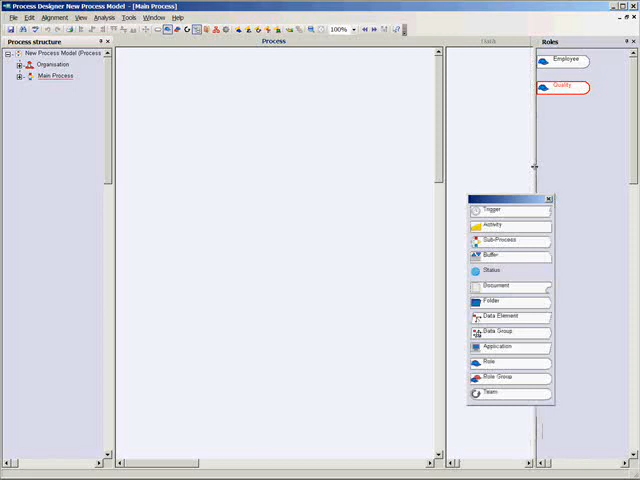 Process Designer New Process Model - [Main Process]
File Edit Alignment View Analysis Tools Window Help
100%
Process structure
Process
Roles
New Process Model (Process
Organisation
Main Process
Employee
Quality
Trigger
Activity
Sub-Process
Buffer
Status
Document
Folder
Data Element
Data Group
Application
Role
Role Group
Team